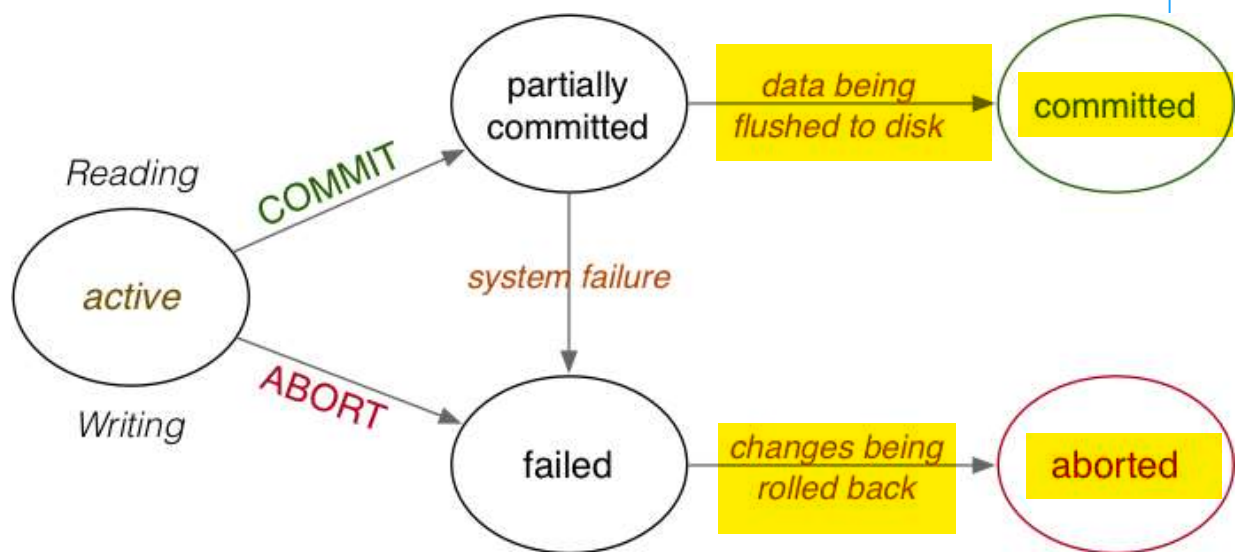 partially
committed
data being
flushed to disk
committed
Reading
COMMIT
active
system failure
Writing
ABORT
failed
changes being
rolled back
aborted